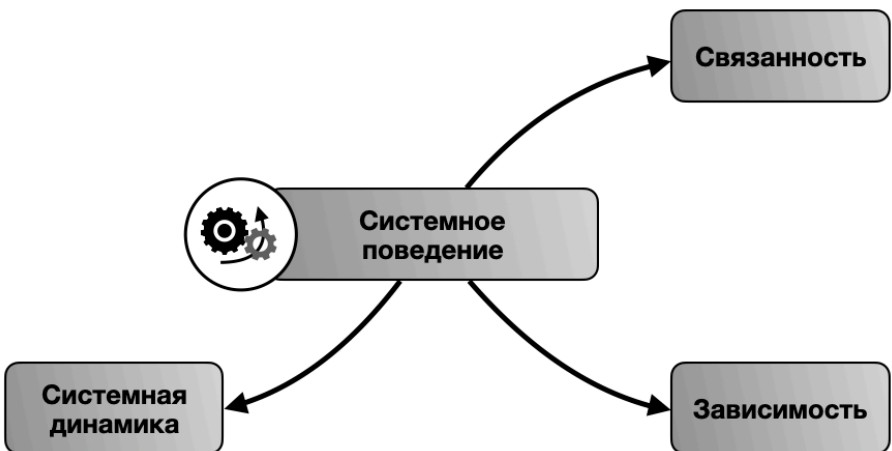 Связанность
Системное
поведение
Системная
динамика
Зависимость